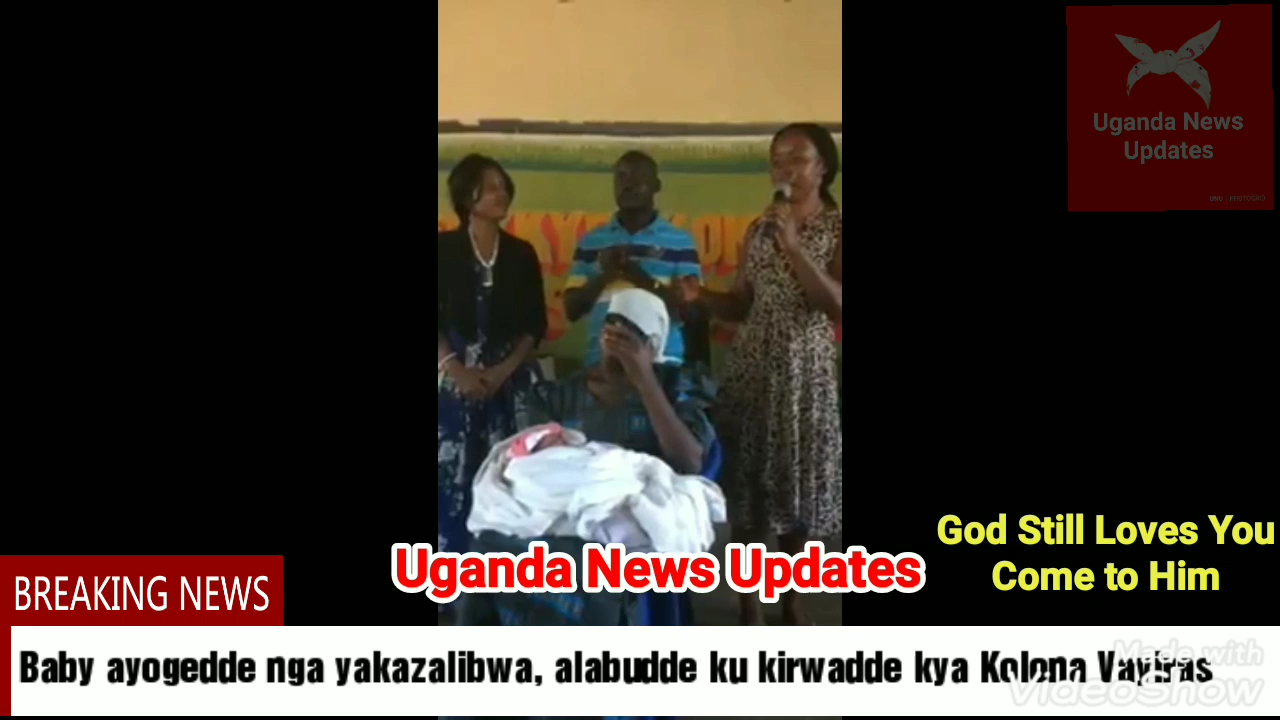 Uganda News
Updates
Uganda News Updates
God Still Loves You
Come to Him
BREAKING NEWS
Baby ayogedde nga yakazalibwa, alabudde ku kirwadde kya Kolona Vayiras
Made with
VideoShow